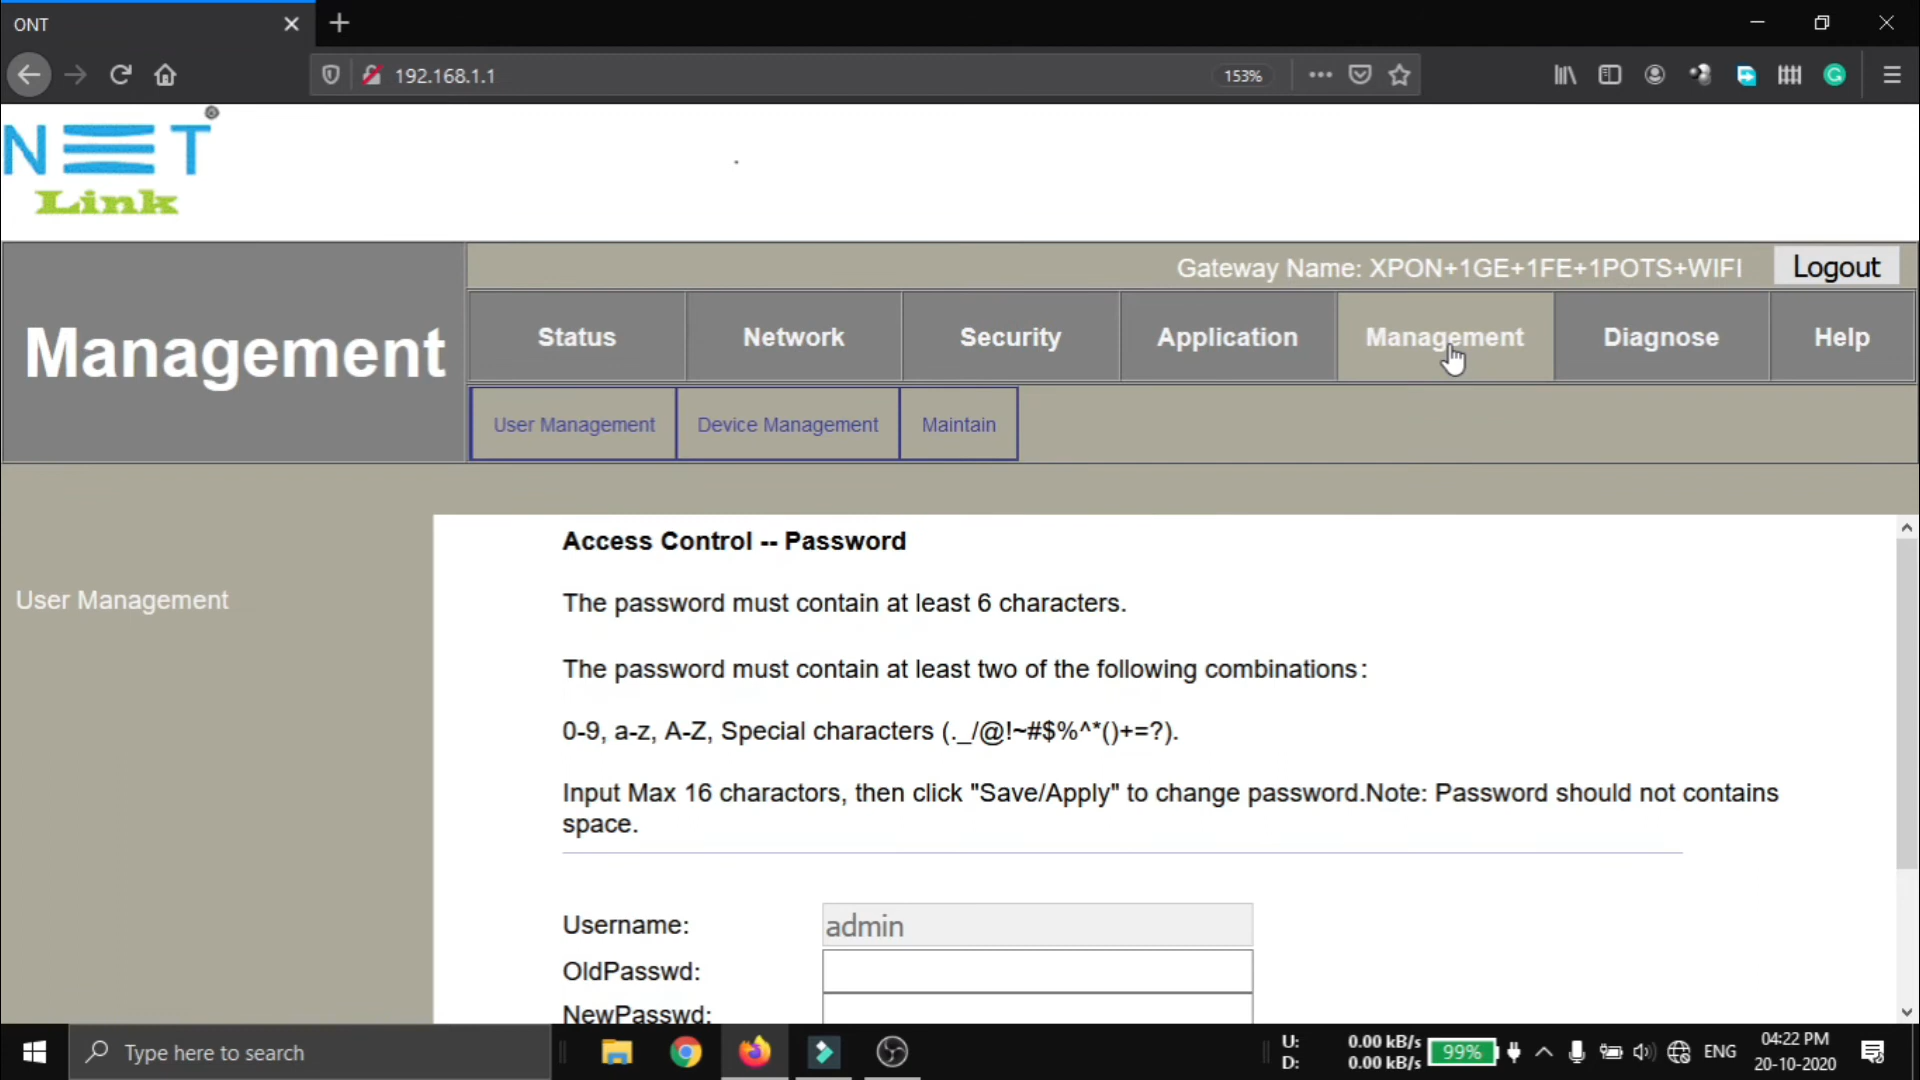 ONT
192.168.1.1
153%
NET
Link
Gateway Name: XPON+1GE+1FE+1POTS+WIFI
Logout
Management
Status
Network
Security
Application
Management
Diagnose
Help
User Management
Device Management
Maintain
User Management
Access Control -- Password
The password must contain at least 6 characters.
The password must contain at least two of the following combinations:
0-9, a-z, A-Z, Special characters (._/@!~#$%^*()+=?).
Input Max 16 charactors, then click "Save/Apply" to change password.Note: Password should not contains
space.
Username:
admin
OldPasswd:
NewPasswd:
Type here to search
U: 0.00 kB/s
D: 0.00 kB/s
99%
ENG
04:22 PM
20-10-2020